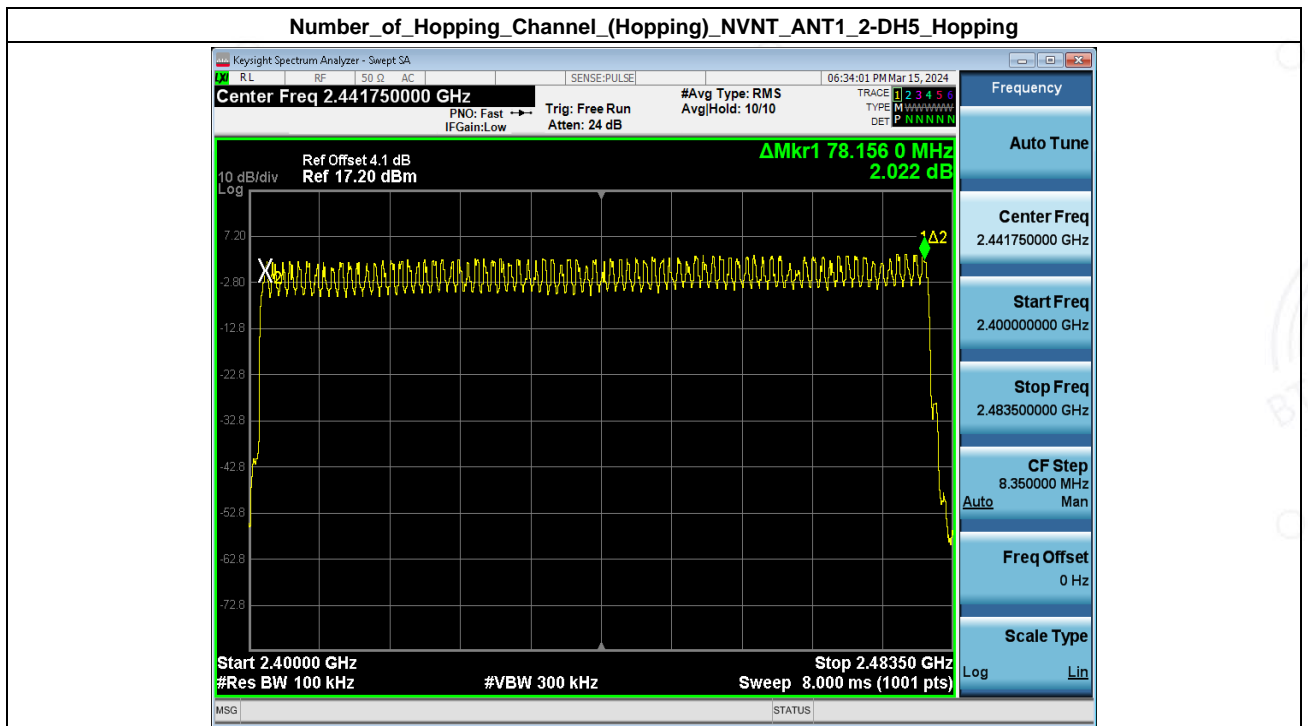 Number_of_Hopping_Channel_(Hopping)_NVNT_ANT1_2-DH5_Hopping
Keysight Spectrum Analyzer - Swept SA
LXI RL RF 50 Ω AC SENSE:PULSE 06:34:01 PM Mar 15, 2024
Center Freq 2.441750000 GHz
PNO: Fast
IFGain:Low
Trig: Free Run
Atten: 24 dB
#Avg Type: RMS
Avg|Hold: 10/10
TRACE 1 2 3 4 5 6
TYPE M WWWWW
DET P N N N N N
Frequency
Auto Tune
Center Freq
2.441750000 GHz
Start Freq
2.400000000 GHz
Stop Freq
2.483500000 GHz
CF Step
8.350000 MHz
Auto Man
Freq Offset
0 Hz
Scale Type
Log Lin
ΔMkr1 78.156 0 MHz
2.022 dB
Ref Offset 4.1 dB
10 dB/div Ref 17.20 dBm
Log
7.20
-2.80
-12.8
-22.8
-32.8
-42.8
-52.8
-62.8
-72.8
X2
1Δ2
Start 2.40000 GHz Stop 2.48350 GHz
#Res BW 100 kHz #VBW 300 kHz Sweep 8.000 ms (1001 pts)
MSG STATUS